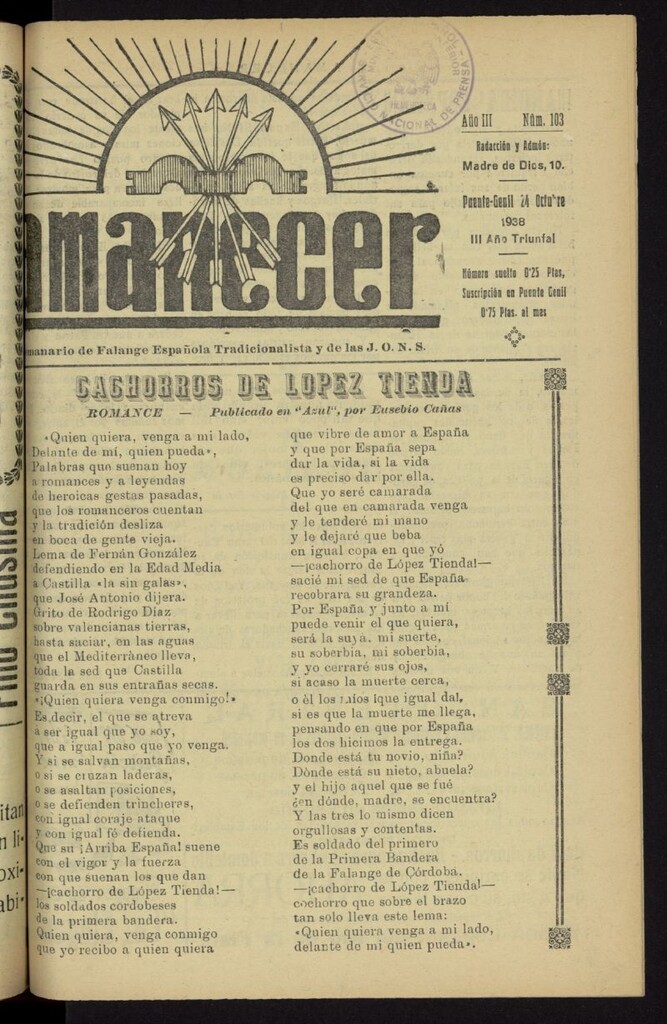 Año III Núm. 103
Redacción y Admón:
Madre de Dios, 10.
Puente-Genil 24 Octubre
1938
III Año Triunfal
Número suelto 0'25 Ptas,
Suscripción en Puente Genil
0'75 Ptas. al mes
amanecer
manario de Falange Española Tradicionalista y de las J. O. N. S.
CACHORROS DE LOPEZ TIENDA
ROMANCE — Publicado en "Azul", por Eusebio Cañas
«Quien quiera, venga a mi lado,
Delante de mí, quien pueda»,
Palabras que suenan hoy
a romances y a leyendas
de heroicas gestas pasadas,
que los romanceros cuentan
y la tradición desliza
en boca de gente vieja.
Lema de Fernán González
defendiendo en la Edad Media
a Castilla «la sin galas»,
que José Antonio dijera.
Grito de Rodrigo Díaz
sobre valencianas tierras,
hasta saciar, en las aguas
que el Mediterràneo lleva,
toda la sed que Castilla
guarda en sus entrañas secas.
«¡Quien quiera venga conmigo!»
Es decir, el que se atreva
a ser igual que yo soy,
que a igual paso que yo venga.
Y si se salvan montañas,
o si se cruzan laderas,
o se asaltan posiciones,
o se defienden trincheres,
con igual coraje ataque
y con igual fé defienda.
Que su ¡Arriba España! suene
con el vigor y la fuerza
con que suenan los que dan
—¡cachorro de López Tienda!—
los soldados cordobeses
de la primera bandera.
Quien quiera, venga conmigo
que yo recibo a quien quiera
que vibre de amor a España
y que por España sepa
dar la vida, si la vida
es preciso dar por ella.
Que yo seré camarada
del que en camarada venga
y le tenderé mi mano
y le dejaré que beba
en igual copa en que yó
—¡cachorro de López Tienda!—
sacié mi sed de que España
recobrara su grandeza.
Por España y junto a mí
puede venir el que quiera,
será la suya, mi suerte,
su soberbia, mi soberbia,
y yo cerraré sus ojos,
si acaso la muerte cerca,
o él los míos ¡que igual da!,
si es que la muerte me llega,
pensando en que por España
los dos hicimos la entrega.
Donde está tu novio, niña?
Dònde está su nieto, abuela?
y el hijo aquel que se fué
¿en dónde, madre, se encuentra?
Y las tres lo mismo dicen
orgullosas y contentas.
Es soldado del primero
de la Primera Bandera
de la Falange de Córdoba.
—¡cachorro de López Tienda!—
cochorro que sobre el brazo
tan solo lleva este lema:
«Quien quiera venga a mi lado,
delante de mi quien pueda».
itan
n li-
oxi-
abi-